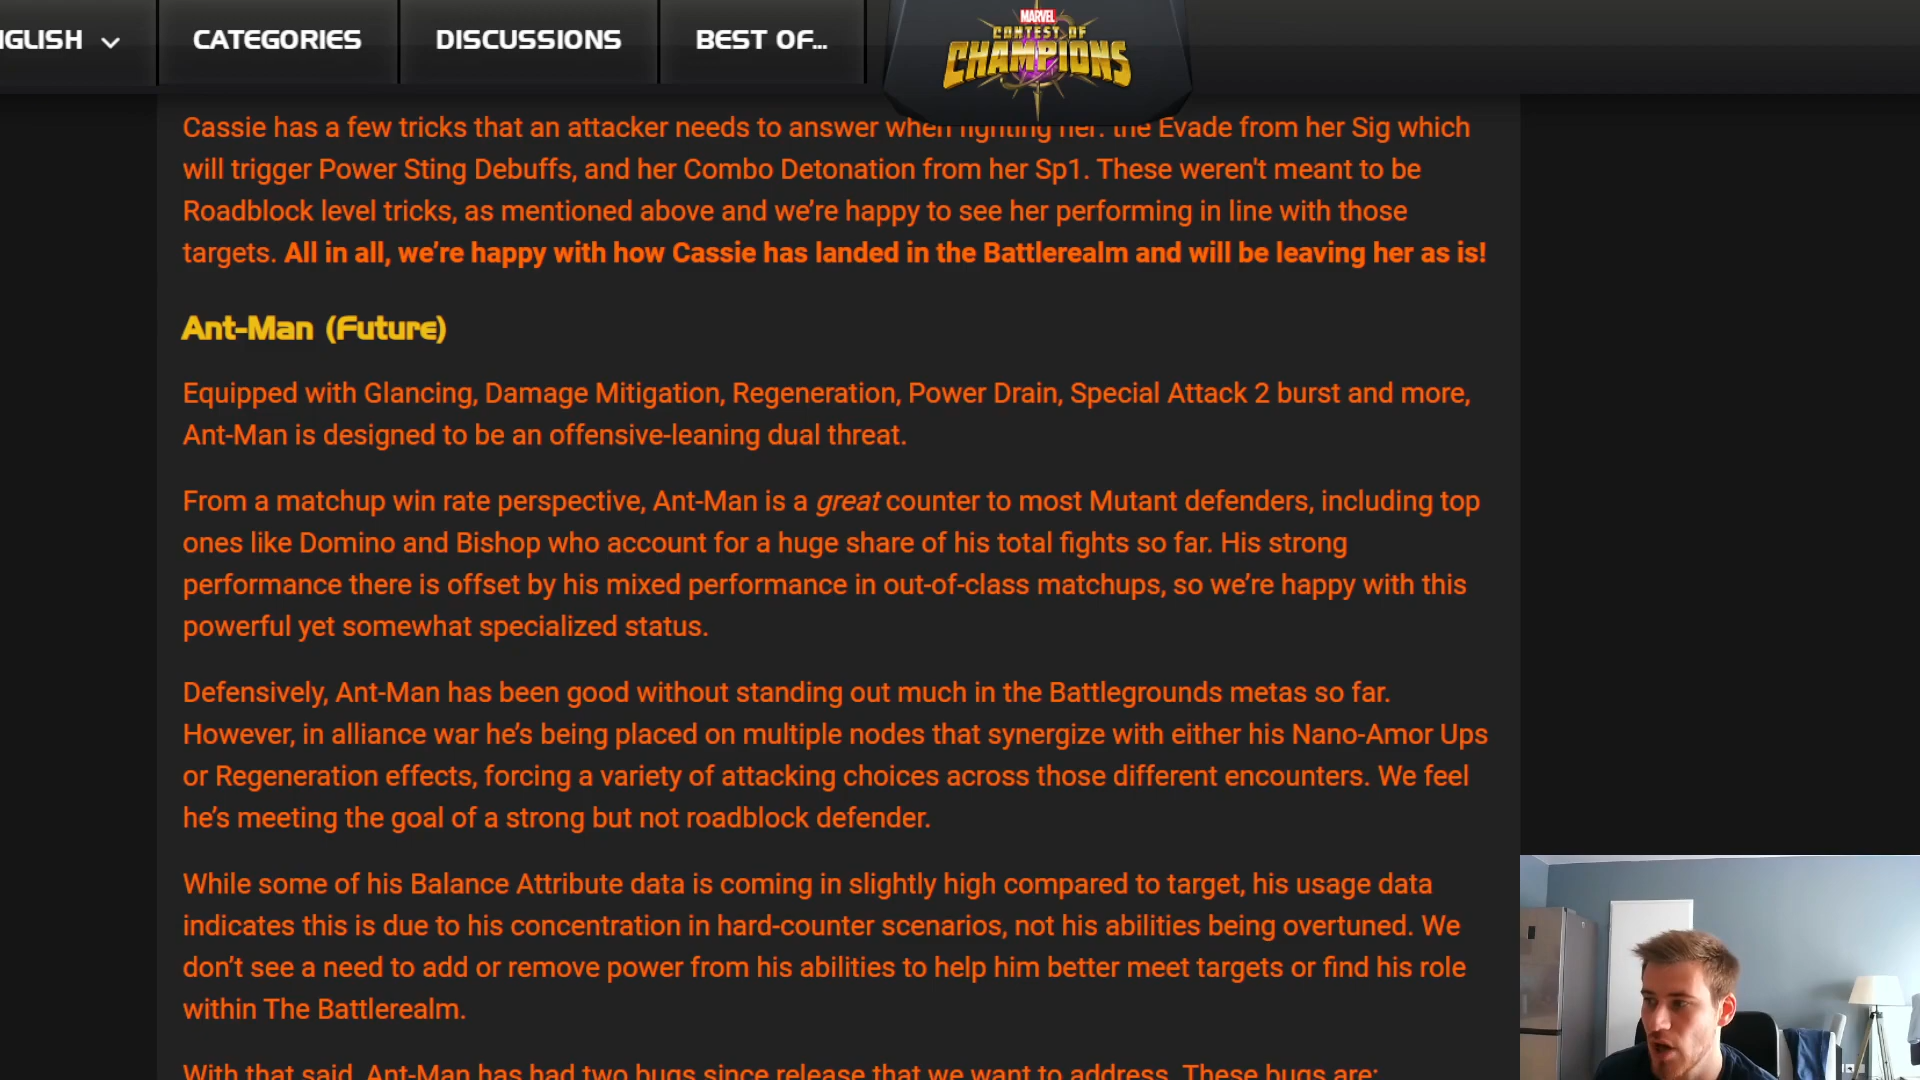 NGLISH
CATEGORIES
DISCUSSIONS
BEST OF...
MARVEL
CONTEST OF
CHAMPIONS
Cassie has a few tricks that an attacker needs to answer when fighting her: the Evade from her Sig which
will trigger Power Sting Debuffs, and her Combo Detonation from her Sp1. These weren't meant to be
Roadblock level tricks, as mentioned above and we’re happy to see her performing in line with those
targets. All in all, we’re happy with how Cassie has landed in the Battlerealm and will be leaving her as is!
Ant-Man (Future)
Equipped with Glancing, Damage Mitigation, Regeneration, Power Drain, Special Attack 2 burst and more,
Ant-Man is designed to be an offensive-leaning dual threat.
From a matchup win rate perspective, Ant-Man is a great counter to most Mutant defenders, including top
ones like Domino and Bishop who account for a huge share of his total fights so far. His strong
performance there is offset by his mixed performance in out-of-class matchups, so we’re happy with this
powerful yet somewhat specialized status.
Defensively, Ant-Man has been good without standing out much in the Battlegrounds metas so far.
However, in alliance war he’s being placed on multiple nodes that synergize with either his Nano-Amor Ups
or Regeneration effects, forcing a variety of attacking choices across those different encounters. We feel
he’s meeting the goal of a strong but not roadblock defender.
While some of his Balance Attribute data is coming in slightly high compared to target, his usage data
indicates this is due to his concentration in hard-counter scenarios, not his abilities being overtuned. We
don’t see a need to add or remove power from his abilities to help him better meet targets or find his role
within The Battlerealm.
With that said, Ant-Man has had two bugs since release that we want to address. These bugs are: